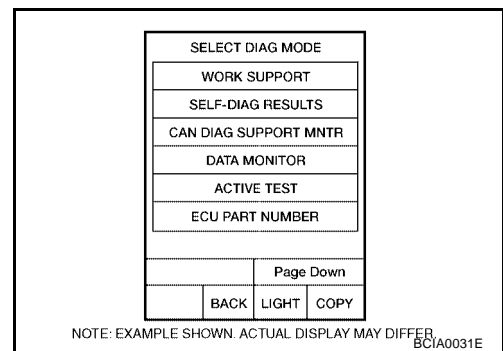 SELECT DIAG MODE
WORK SUPPORT
SELF-DIAG RESULTS
CAN DIAG SUPPORT MNTR
DATA MONITOR
ACTIVE TEST
ECU PART NUMBER
Page Down
BACK LIGHT COPY
NOTE: EXAMPLE SHOWN. ACTUAL DISPLAY MAY DIFFER.
BCIA0031E